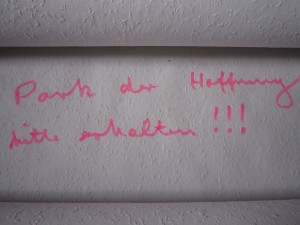 Park der Hoffnung
bitte erhalten !!!